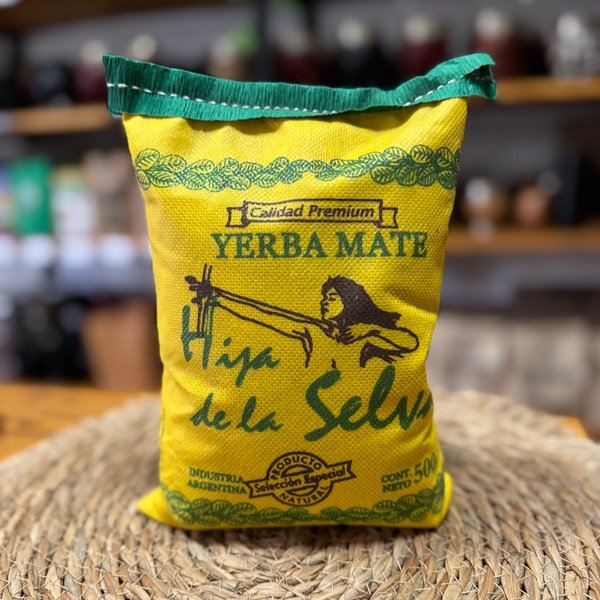 Calidad Premium
YERBA MATE
Hija
de la Selva
INDUSTRIA
ARGENTINA
PRODUCTO
Selección Especial
NATURAL
CONT.
NETO 500